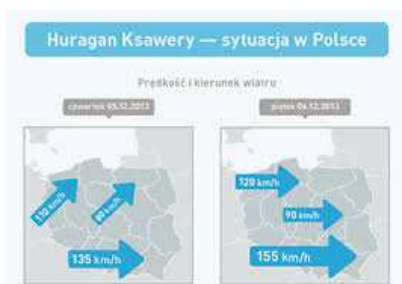 Huragan Ksawery — sytuacja w Polsce
Prędkość i kierunek wiatru
czwartek 05.12.2013
piątek 06.12.2013
110 km/h
80 km/h
135 km/h
120 km/h
90 km/h
155 km/h